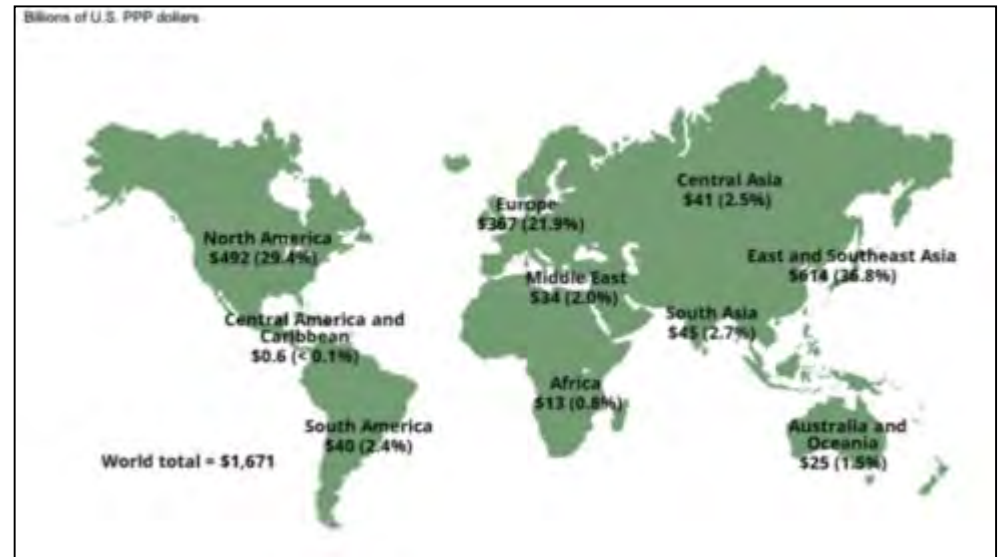 Billions of U.S. PPP dollars
Central Asia
$41 (2.5%)
Europe
$367 (21.9%)
North America
$492 (29.4%)
East and Southeast Asia
$614 (36.8%)
Middle East
$34 (2.0%)
South Asia
$45 (2.7%)
Central America and
Caribbean
$0.6 (< 0.1%)
Africa
$13 (0.8%)
South America
$40 (2.4%)
Australia and
Oceania
$25 (1.5%)
World total = $1,671